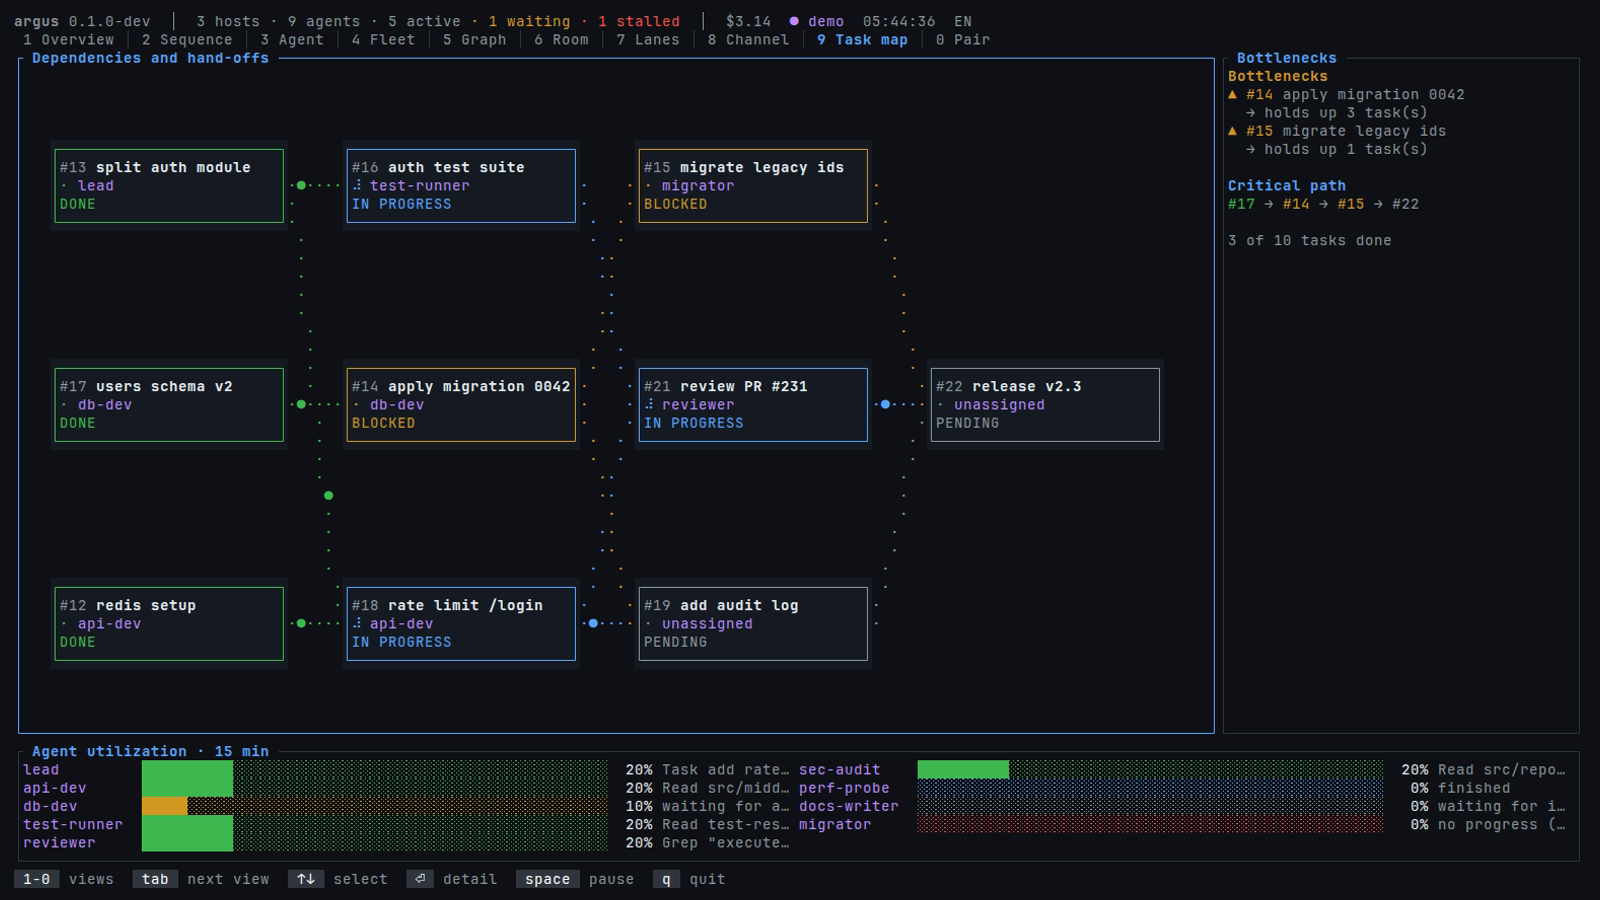 argus 0.1.0-dev │ 3 hosts · 9 agents · 5 active · 1 waiting · 1 stalled │ $3.14 ● demo 05:44:36 EN
1 Overview │ 2 Sequence │ 3 Agent │ 4 Fleet │ 5 Graph │ 6 Room │ 7 Lanes │ 8 Channel │ 9 Task map │ 0 Pair
Dependencies and hand-offs
#13 split auth module
· lead
DONE
#16 auth test suite
⠼ test-runner
IN PROGRESS
#15 migrate legacy ids
· migrator
BLOCKED
#17 users schema v2
· db-dev
DONE
#14 apply migration 0042
· db-dev
BLOCKED
#21 review PR #231
⠼ reviewer
IN PROGRESS
#22 release v2.3
· unassigned
PENDING
#12 redis setup
· api-dev
DONE
#18 rate limit /login
⠼ api-dev
IN PROGRESS
#19 add audit log
· unassigned
PENDING
Bottlenecks
Bottlenecks
▲ #14 apply migration 0042
→ holds up 3 task(s)
▲ #15 migrate legacy ids
→ holds up 1 task(s)
Critical path
#17 → #14 → #15 → #22
3 of 10 tasks done
Agent utilization · 15 min
lead 20% Task add rate…
api-dev 20% Read src/midd…
db-dev 10% waiting for a…
test-runner 20% Read test-res…
reviewer 20% Grep "execute…
sec-audit 20% Read src/repo…
perf-probe 0% finished
docs-writer 0% waiting for i…
migrator 0% no progress (…
1-0 views tab next view ↑↓ select ⏎ detail space pause q quit